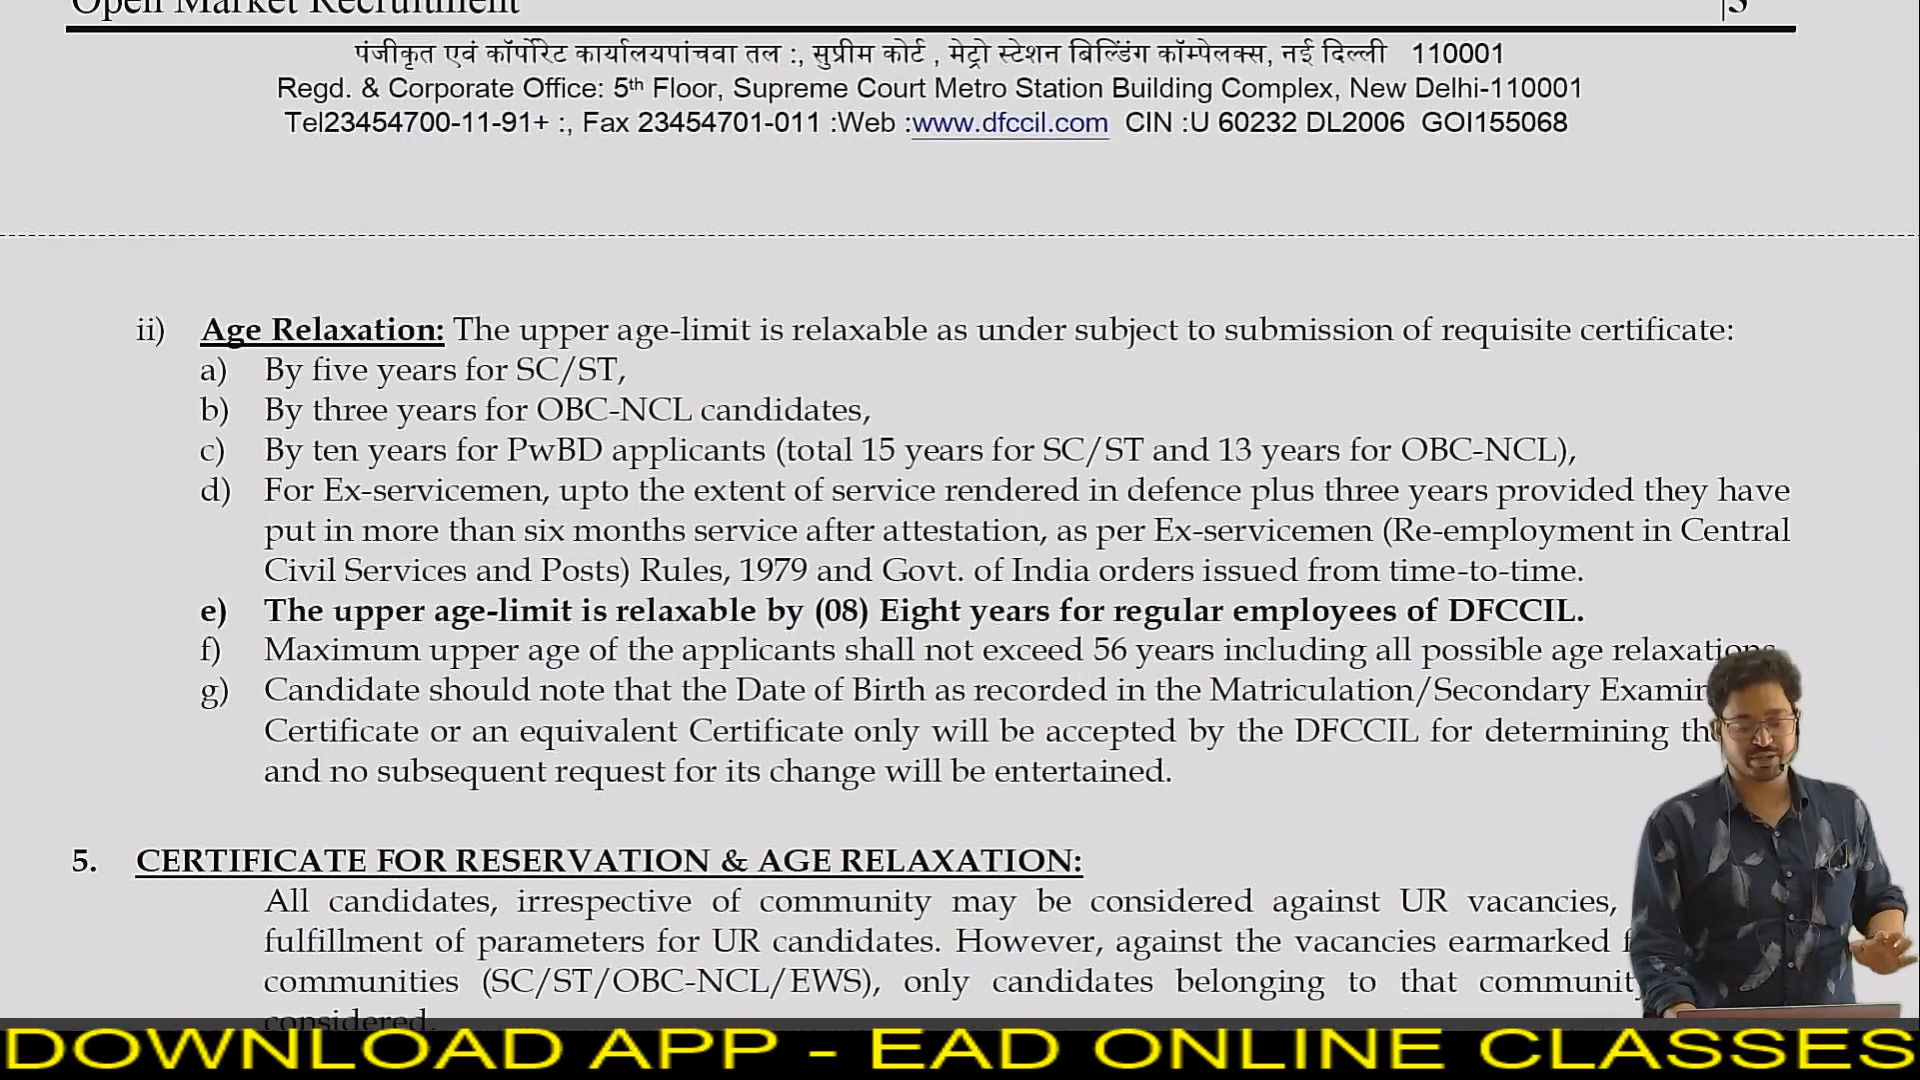 Open Market Recruitment |3
पंजीकृत एवं कॉर्पोरेट कार्यालयपांचवा तल :, सुप्रीम कोर्ट , मेट्रो स्टेशन बिल्डिंग कॉम्पेलक्स, नई दिल्ली 110001
Regd. & Corporate Office: 5th Floor, Supreme Court Metro Station Building Complex, New Delhi-110001
Tel23454700-11-91+ :, Fax 23454701-011 :Web :www.dfccil.com CIN :U 60232 DL2006 GOI155068
ii) Age Relaxation: The upper age-limit is relaxable as under subject to submission of requisite certificate:
a) By five years for SC/ST,
b) By three years for OBC-NCL candidates,
c) By ten years for PwBD applicants (total 15 years for SC/ST and 13 years for OBC-NCL),
d) For Ex-servicemen, upto the extent of service rendered in defence plus three years provided they have
put in more than six months service after attestation, as per Ex-servicemen (Re-employment in Central
Civil Services and Posts) Rules, 1979 and Govt. of India orders issued from time-to-time.
e) The upper age-limit is relaxable by (08) Eight years for regular employees of DFCCIL.
f) Maximum upper age of the applicants shall not exceed 56 years including all possible age relaxations
g) Candidate should note that the Date of Birth as recorded in the Matriculation/Secondary Examin
Certificate or an equivalent Certificate only will be accepted by the DFCCIL for determining the
and no subsequent request for its change will be entertained.
5. CERTIFICATE FOR RESERVATION & AGE RELAXATION:
All candidates, irrespective of community may be considered against UR vacancies,
fulfillment of parameters for UR candidates. However, against the vacancies earmarked
communities (SC/ST/OBC-NCL/EWS), only candidates belonging to that community
considered.
DOWNLOAD APP - EAD ONLINE CLASSES